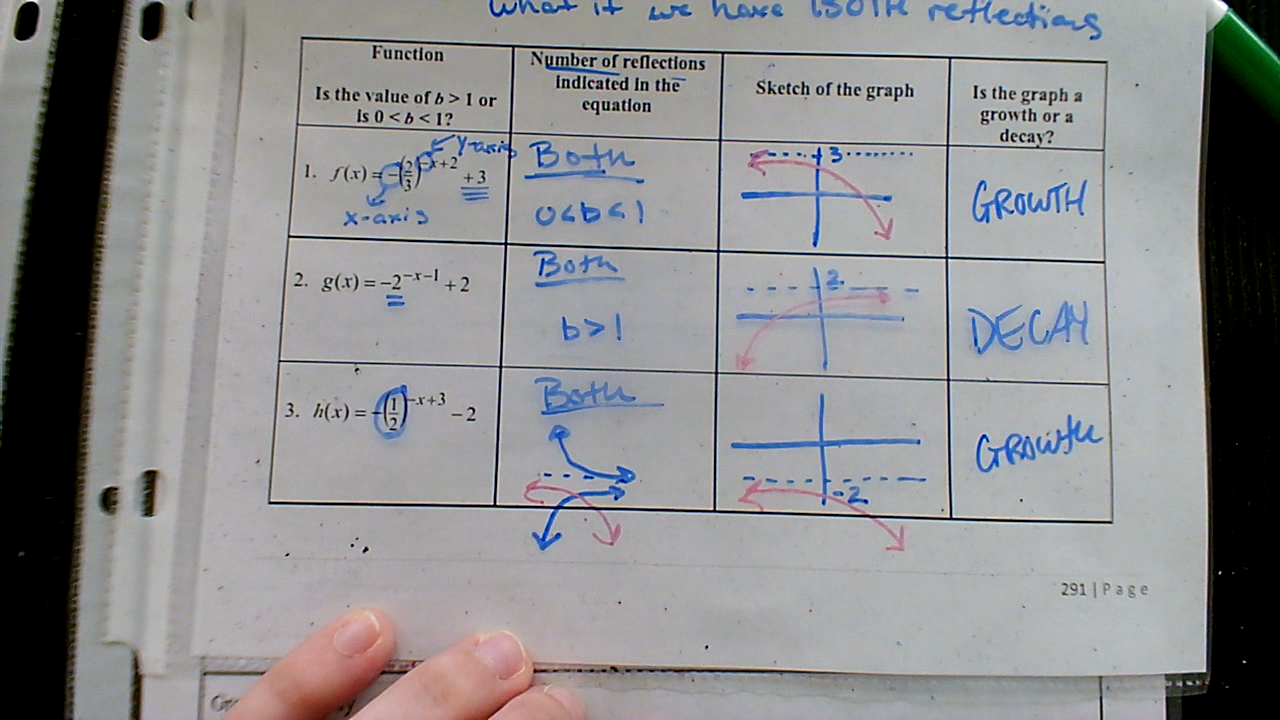 What if we have BOTH reflections
Function
Is the value of b > 1 or
is 0 < b < 1?
Number of reflections
indicated in the
equation
Sketch of the graph
Is the graph a
growth or a
decay?
1. f(x) = -(2/3)^(-x+2) + 3
y-axis
x-axis
Both
0<b<1
3
GROWTH
2. g(x) = -2^(-x-1) + 2
Both
b>1
2
DECAY
3. h(x) = -(1/2)^(-x+3) - 2
Both
-2
GROWTH
291 | Page